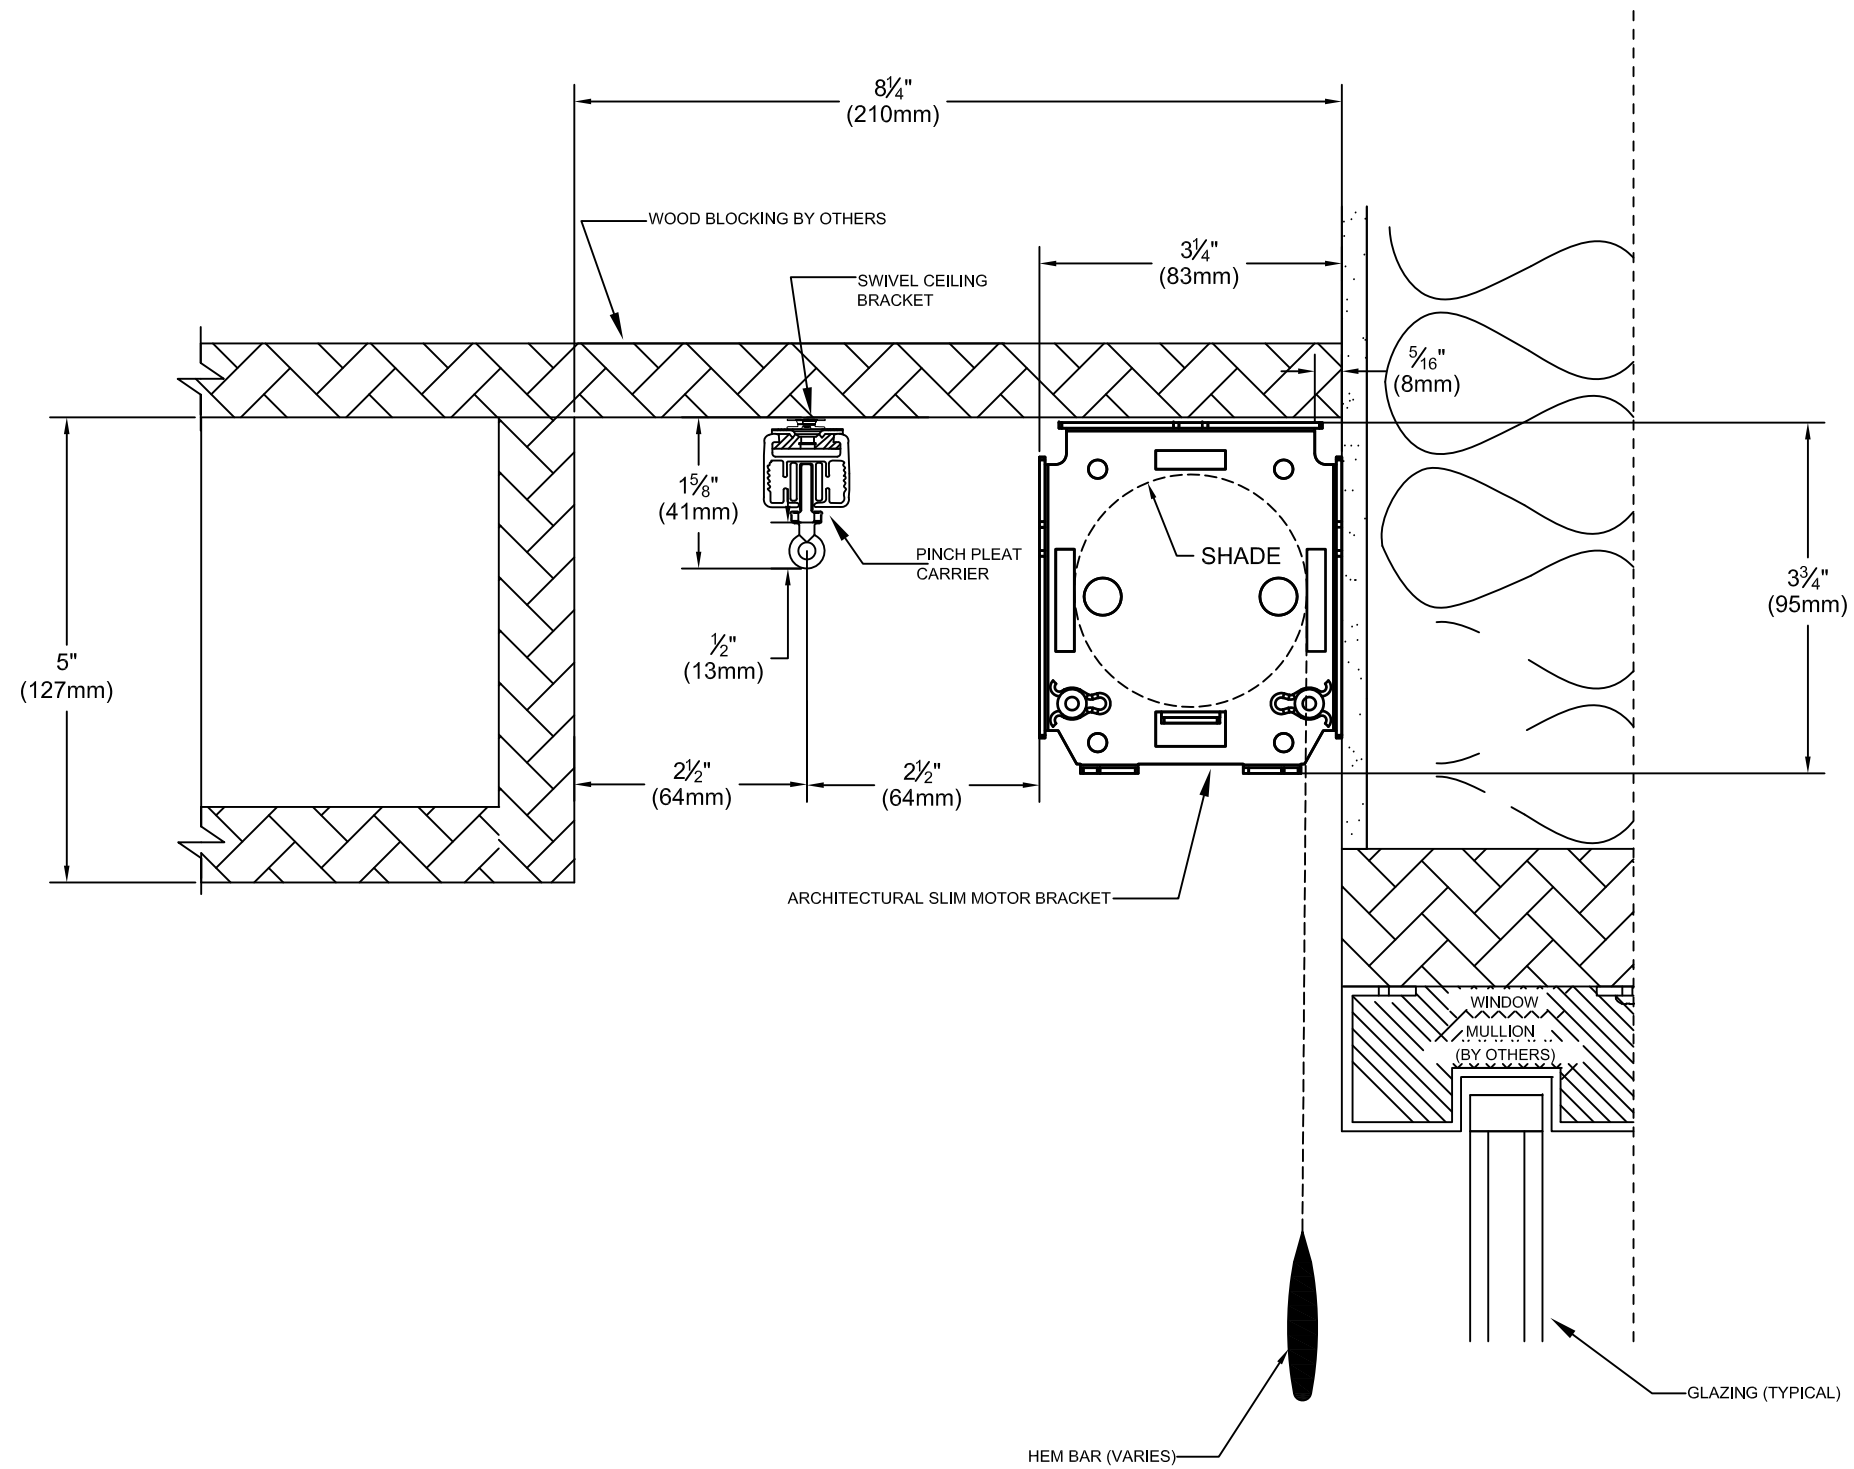 8¼"
(210mm)
WOOD BLOCKING BY OTHERS
3¼"
(83mm)
SWIVEL CEILING
BRACKET
5⁄16"
(8mm)
1⅝"
(41mm)
SHADE
PINCH PLEAT
CARRIER
3¾"
(95mm)
½"
(13mm)
5"
(127mm)
2½"
(64mm)
2½"
(64mm)
ARCHITECTURAL SLIM MOTOR BRACKET
WINDOW
MULLION
(BY OTHERS)
GLAZING (TYPICAL)
HEM BAR (VARIES)